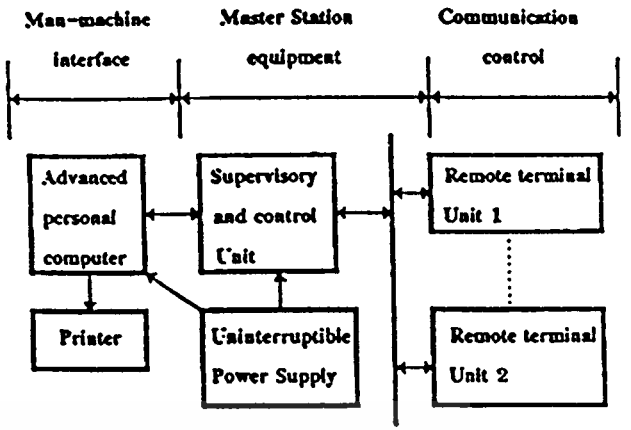 Man-machine
interface
Master Station
equipment
Communication
control
Advanced
personal
computer
Supervisory
and control
Unit
Remote terminal
Unit 1
Printer
Uninterruptible
Power Supply
Remote terminal
Unit 2